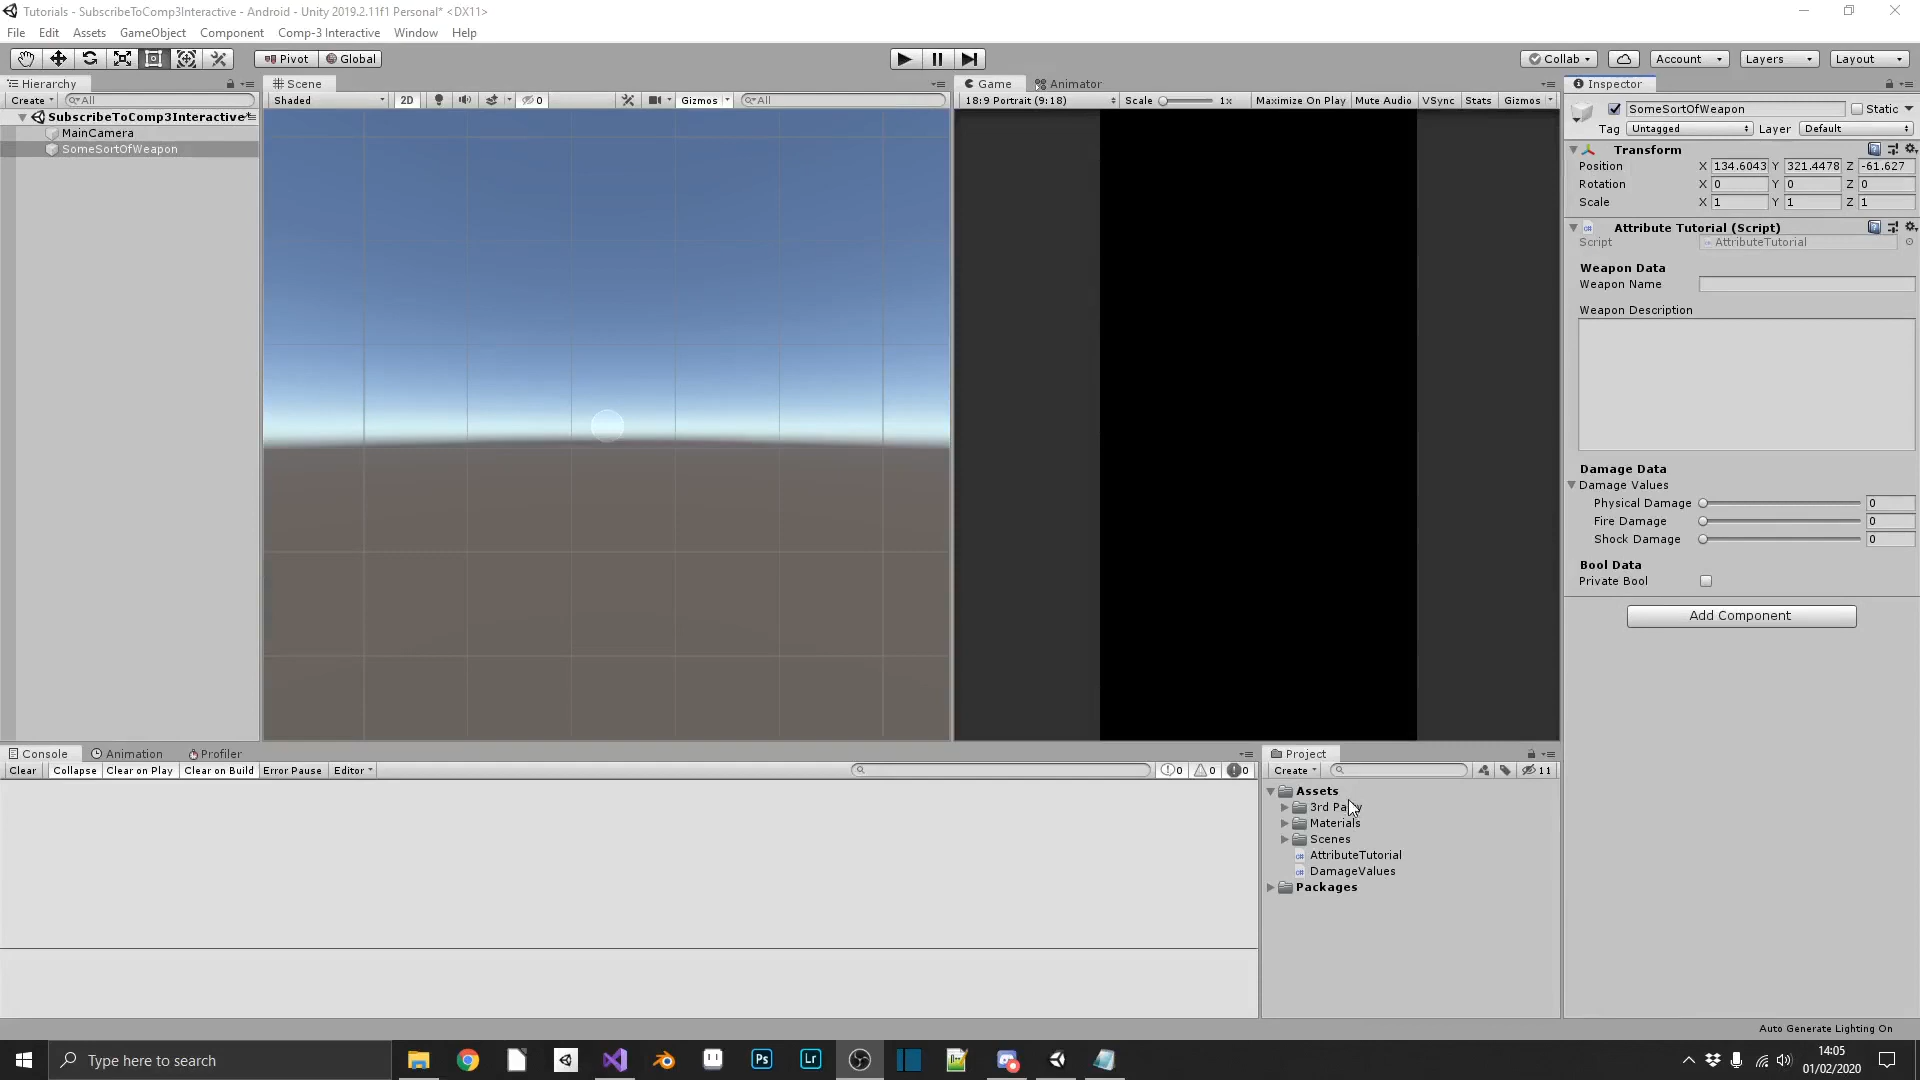 Tutorials - SubscribeToComp3Interactive - Android - Unity 2019.2.11f1 Personal* <DX11>
File Edit Assets GameObject Component Comp-3 Interactive Window Help
Pivot Global Collab Account Layers Layout
Hierarchy Scene Game Animator Inspector
Create All Shaded 2D 0 Gizmos All 18:9 Portrait (9:18) Scale 1x Maximize On Play Mute Audio VSync Stats Gizmos
SomeSortOfWeapon Static
Tag Untagged Layer Default
SubscribeToComp3Interactive*
MainCamera
SomeSortOfWeapon
Transform
Position X 134.6043 Y 321.4478 Z -61.627
Rotation X 0 Y 0 Z 0
Scale X 1 Y 1 Z 1
Attribute Tutorial (Script)
Script AttributeTutorial
Weapon Data
Weapon Name
Weapon Description
Damage Data
Damage Values
Physical Damage 0
Fire Damage 0
Shock Damage 0
Bool Data
Private Bool
Add Component
Console Animation Profiler Project
Clear Collapse Clear on Play Clear on Build Error Pause Editor 0 0 0 Create 11
Assets
3rd Party
Materials
Scenes
AttributeTutorial
DamageValues
Packages
Auto Generate Lighting On
Type here to search
Ps Lr
14:05
01/02/2020